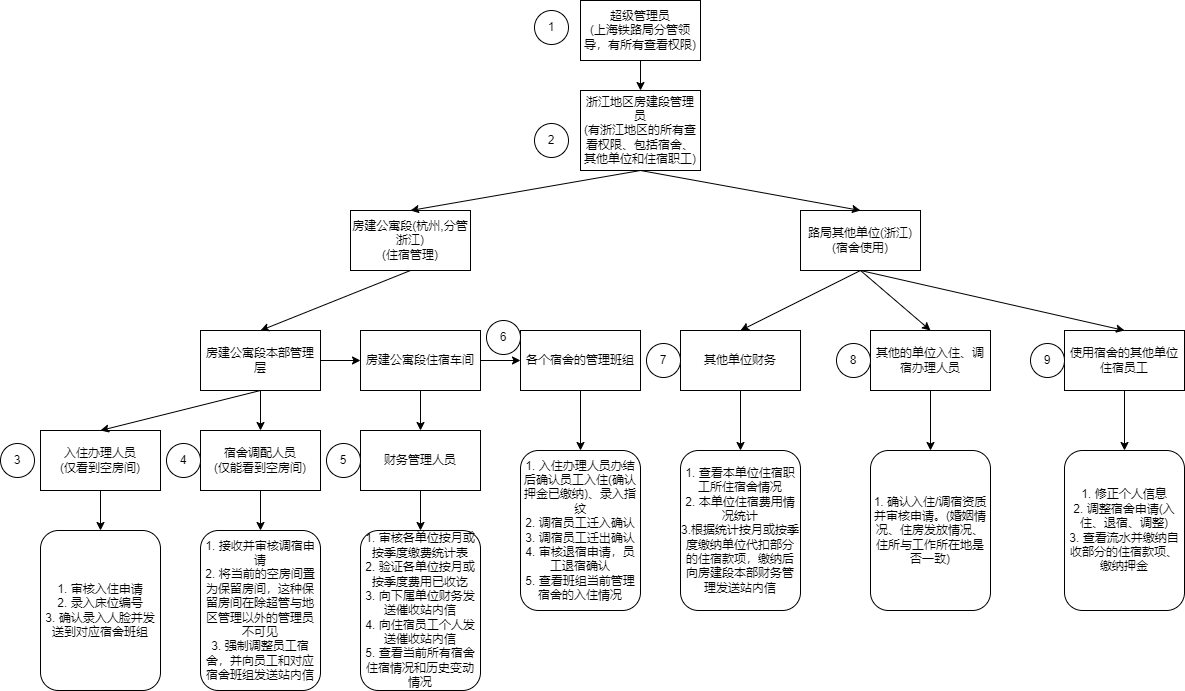 1
超级管理员
(上海铁路局分管领
导，有所有查看权限)
2
浙江地区房建段管理
员
(有浙江地区的所有查
看权限、包括宿舍、
其他单位和住宿职工)
房建公寓段(杭州,分管
浙江)
(住宿管理)
路局其他单位(浙江)
(宿舍使用)
房建公寓段本部管理
层
房建公寓段住宿车间
6
各个宿舍的管理班组
7
其他单位财务
8
其他的单位入住、调
宿办理人员
9
使用宿舍的其他单位
住宿员工
3
入住办理人员
(仅看到空房间)
4
宿舍调配人员
(仅能看到空房间)
5
财务管理人员
1. 审核入住申请
2. 录入床位编号
3. 确认录入人脸并发
送到对应宿舍班组
1. 接收并审核调宿申
请
2. 将当前的空房间置
为保留房间，这种保
留房间在除超管与地
区管理以外的管理员
不可见
3. 强制调整员工宿
舍，并向员工和对应
宿舍班组发送站内信
1. 审核各单位按月或
按季度缴费统计表
2. 验证各单位按月或
按季度费用已收讫
3. 向下属单位财务发
送催收站内信
4. 向住宿员工个人发
送催收站内信
5. 查看当前所有宿舍
住宿情况和历史变动
情况
1. 入住办理人员办结
后确认员工入住(确认
押金已缴纳)、录入指
纹
2. 调宿员工迁入确认
3. 调宿员工迁出确认
4. 审核退宿申请，员
工退宿确认
5. 查看班组当前管理
宿舍的入住情况
1. 查看本单位住宿职
工所住宿舍情况
2. 本单位住宿费用情
况统计
3.根据统计按月或按季
度缴纳单位代扣部分
的住宿款项，缴纳后
向房建段本部财务管
理发送站内信
1. 确认入住/调宿资质
并审核申请。(婚姻情
况、住房发放情况、
住所与工作所在地是
否一致)
1. 修正个人信息
2. 调整宿舍申请(入
住、退宿、调整)
3. 查看流水并缴纳自
收部分的住宿款项、
缴纳押金